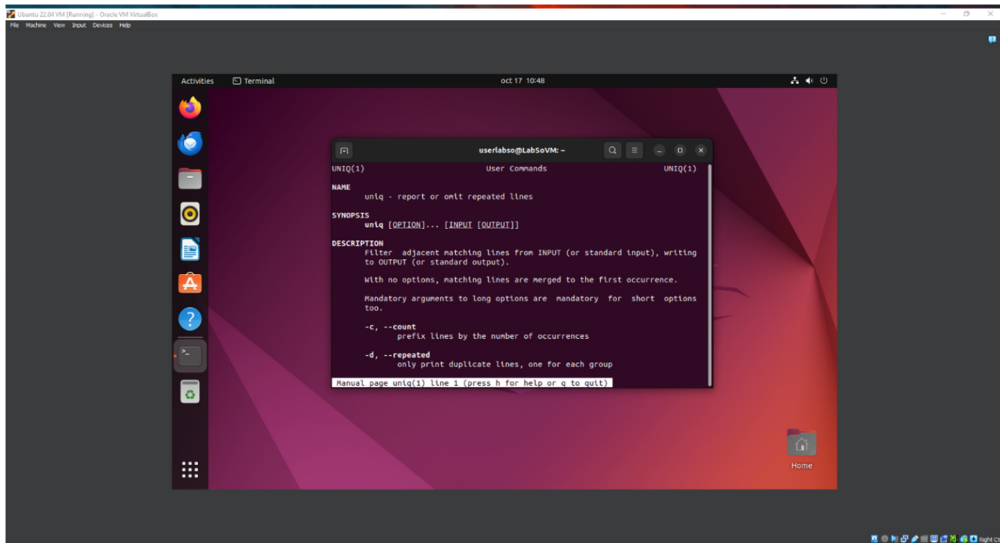 Ubuntu 22.04 VM [Running] - Oracle VM VirtualBox
File Machine View Input Devices Help
Activities Terminal oct 17 10:48
userlabso@LabSoVM: ~
UNIQ(1) User Commands UNIQ(1)
NAME
uniq - report or omit repeated lines
SYNOPSIS
uniq [OPTION]... [INPUT [OUTPUT]]
DESCRIPTION
Filter adjacent matching lines from INPUT (or standard input), writing
to OUTPUT (or standard output).
With no options, matching lines are merged to the first occurrence.
Mandatory arguments to long options are mandatory for short options
too.
-c, --count
prefix lines by the number of occurrences
-d, --repeated
only print duplicate lines, one for each group
Manual page uniq(1) line 1 (press h for help or q to quit)
Home
Right